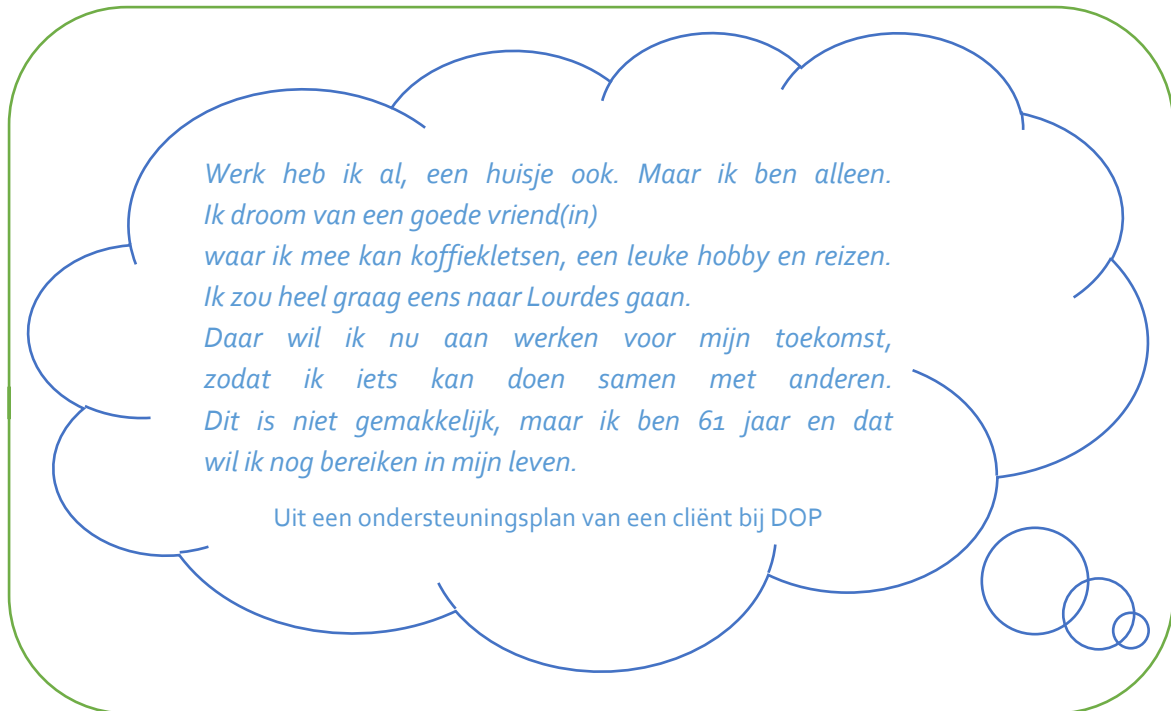 Werk heb ik al, een huisje ook. Maar ik ben alleen.
Ik droom van een goede vriend(in)
waar ik mee kan koffiekletsen, een leuke hobby en reizen.
Ik zou heel graag eens naar Lourdes gaan.
Daar wil ik nu aan werken voor mijn toekomst,
zodat ik iets kan doen samen met anderen.
Dit is niet gemakkelijk, maar ik ben 61 jaar en dat
wil ik nog bereiken in mijn leven.
Uit een ondersteuningsplan van een cliënt bij DOP